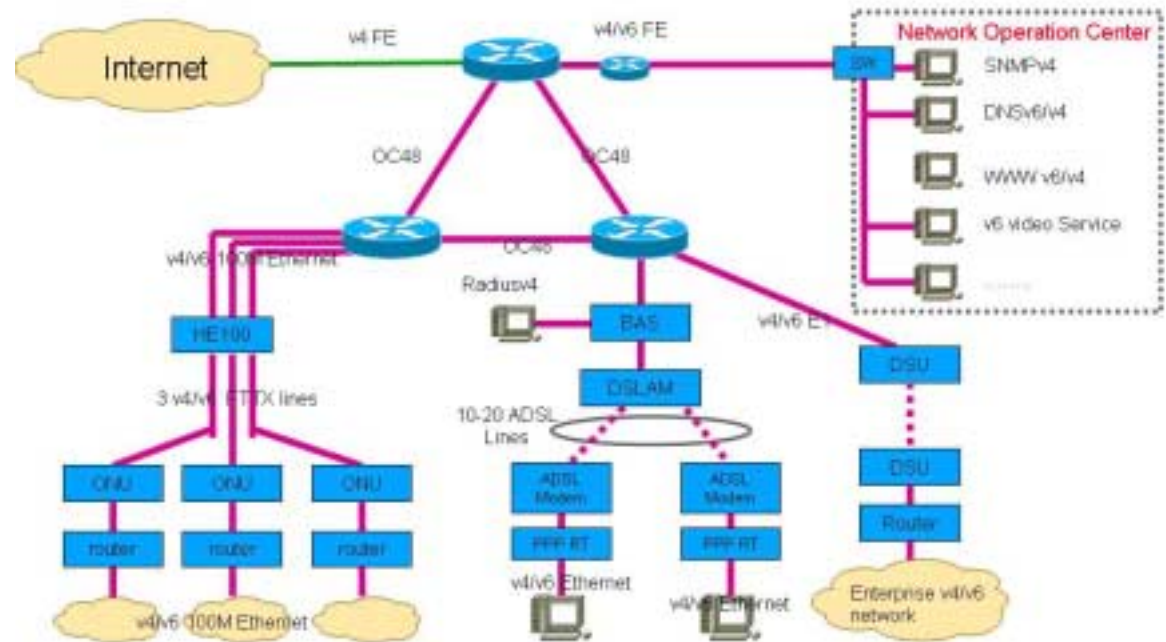 v4 FE
v4/v6 FE
Network Operation Center
Internet
SW
SNMPv4
DNSv6/v4
OC48
OC48
WWW v6/v4
v6 video Service
OC48
v4/v6 100M Ethernet
Radiusv4
HE100
BAS
v4/v6 E1
DSU
DSLAM
3 v4/v6 FTTX lines
10-20 ADSL
Lines
ONU
ONU
ONU
ADSL
Modem
ADSL
Modem
DSU
router
router
router
PPP RT
PPP RT
Router
v4/v6 Ethernet
v4/v6 Ethernet
Enterprise v4/v6
network
v4/v6 100M Ethernet